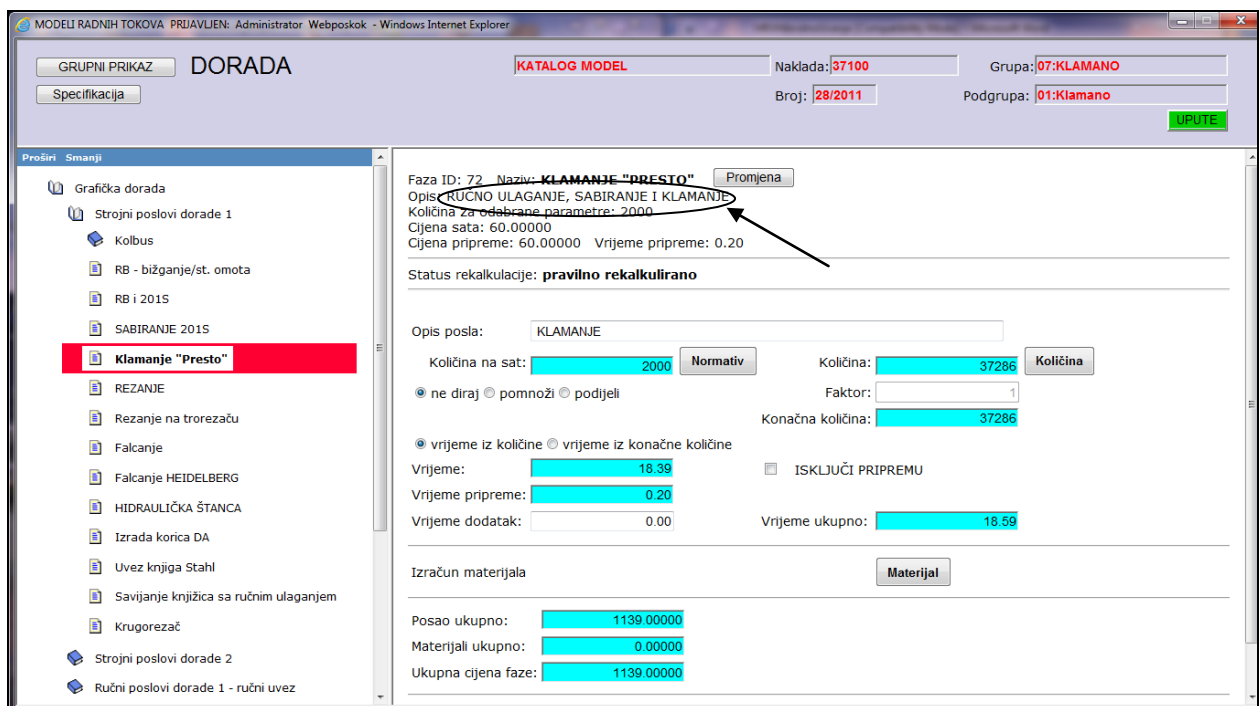 MODELI RADNIH TOKOVA PRIJAVLJEN: Administrator Webposkok - Windows Internet Explorer
GRUPNI PRIKAZ DORADA KATALOG MODEL Naklada: 37100 Grupa: 07:KLAMANO
Specifikacija Broj: 28/2011 Podgrupa: 01:Klamano
UPUTE
Proširi Smanji
Grafička dorada
Strojni poslovi dorade 1
Kolbus
RB - bižganje/st. omota
RB i 201S
SABIRANJE 201S
Klamanje "Presto"
REZANJE
Rezanje na trorezaču
Falcanje
Falcanje HEIDELBERG
HIDRAULIČKA ŠTANCA
Izrada korica DA
Uvez knjiga Stahl
Savijanje knjižica sa ručnim ulaganjem
Krugorezač
Strojni poslovi dorade 2
Ručni poslovi dorade 1 - ručni uvez
Faza ID: 72 Naziv: KLAMANJE "PRESTO" Promjena
Opis: RUČNO ULAGANJE, SABIRANJE I KLAMANJE
Količina za odabrane parametre: 2000
Cijena sata: 60.00000
Cijena pripreme: 60.00000 Vrijeme pripreme: 0.20
Status rekalkulacije: pravilno rekalkulirano
Opis posla: KLAMANJE
Količina na sat: 2000 Normativ Količina: 37286 Količina
ne diraj pomnoži podijeli Faktor: 1
Konačna količina: 37286
vrijeme iz količine vrijeme iz konačne količine
Vrijeme: 18.39 ISKLJUČI PRIPREMU
Vrijeme pripreme: 0.20
Vrijeme dodatak: 0.00 Vrijeme ukupno: 18.59
Izračun materijala Materijal
Posao ukupno: 1139.00000
Materijali ukupno: 0.00000
Ukupna cijena faze: 1139.00000